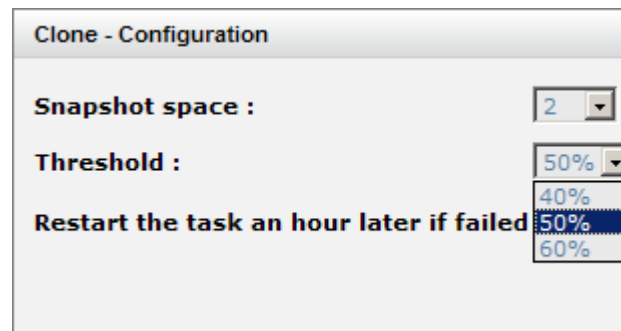 Clone - Configuration
Snapshot space : 2
Threshold : 50%
40%
Restart the task an hour later if failed 50%
60%